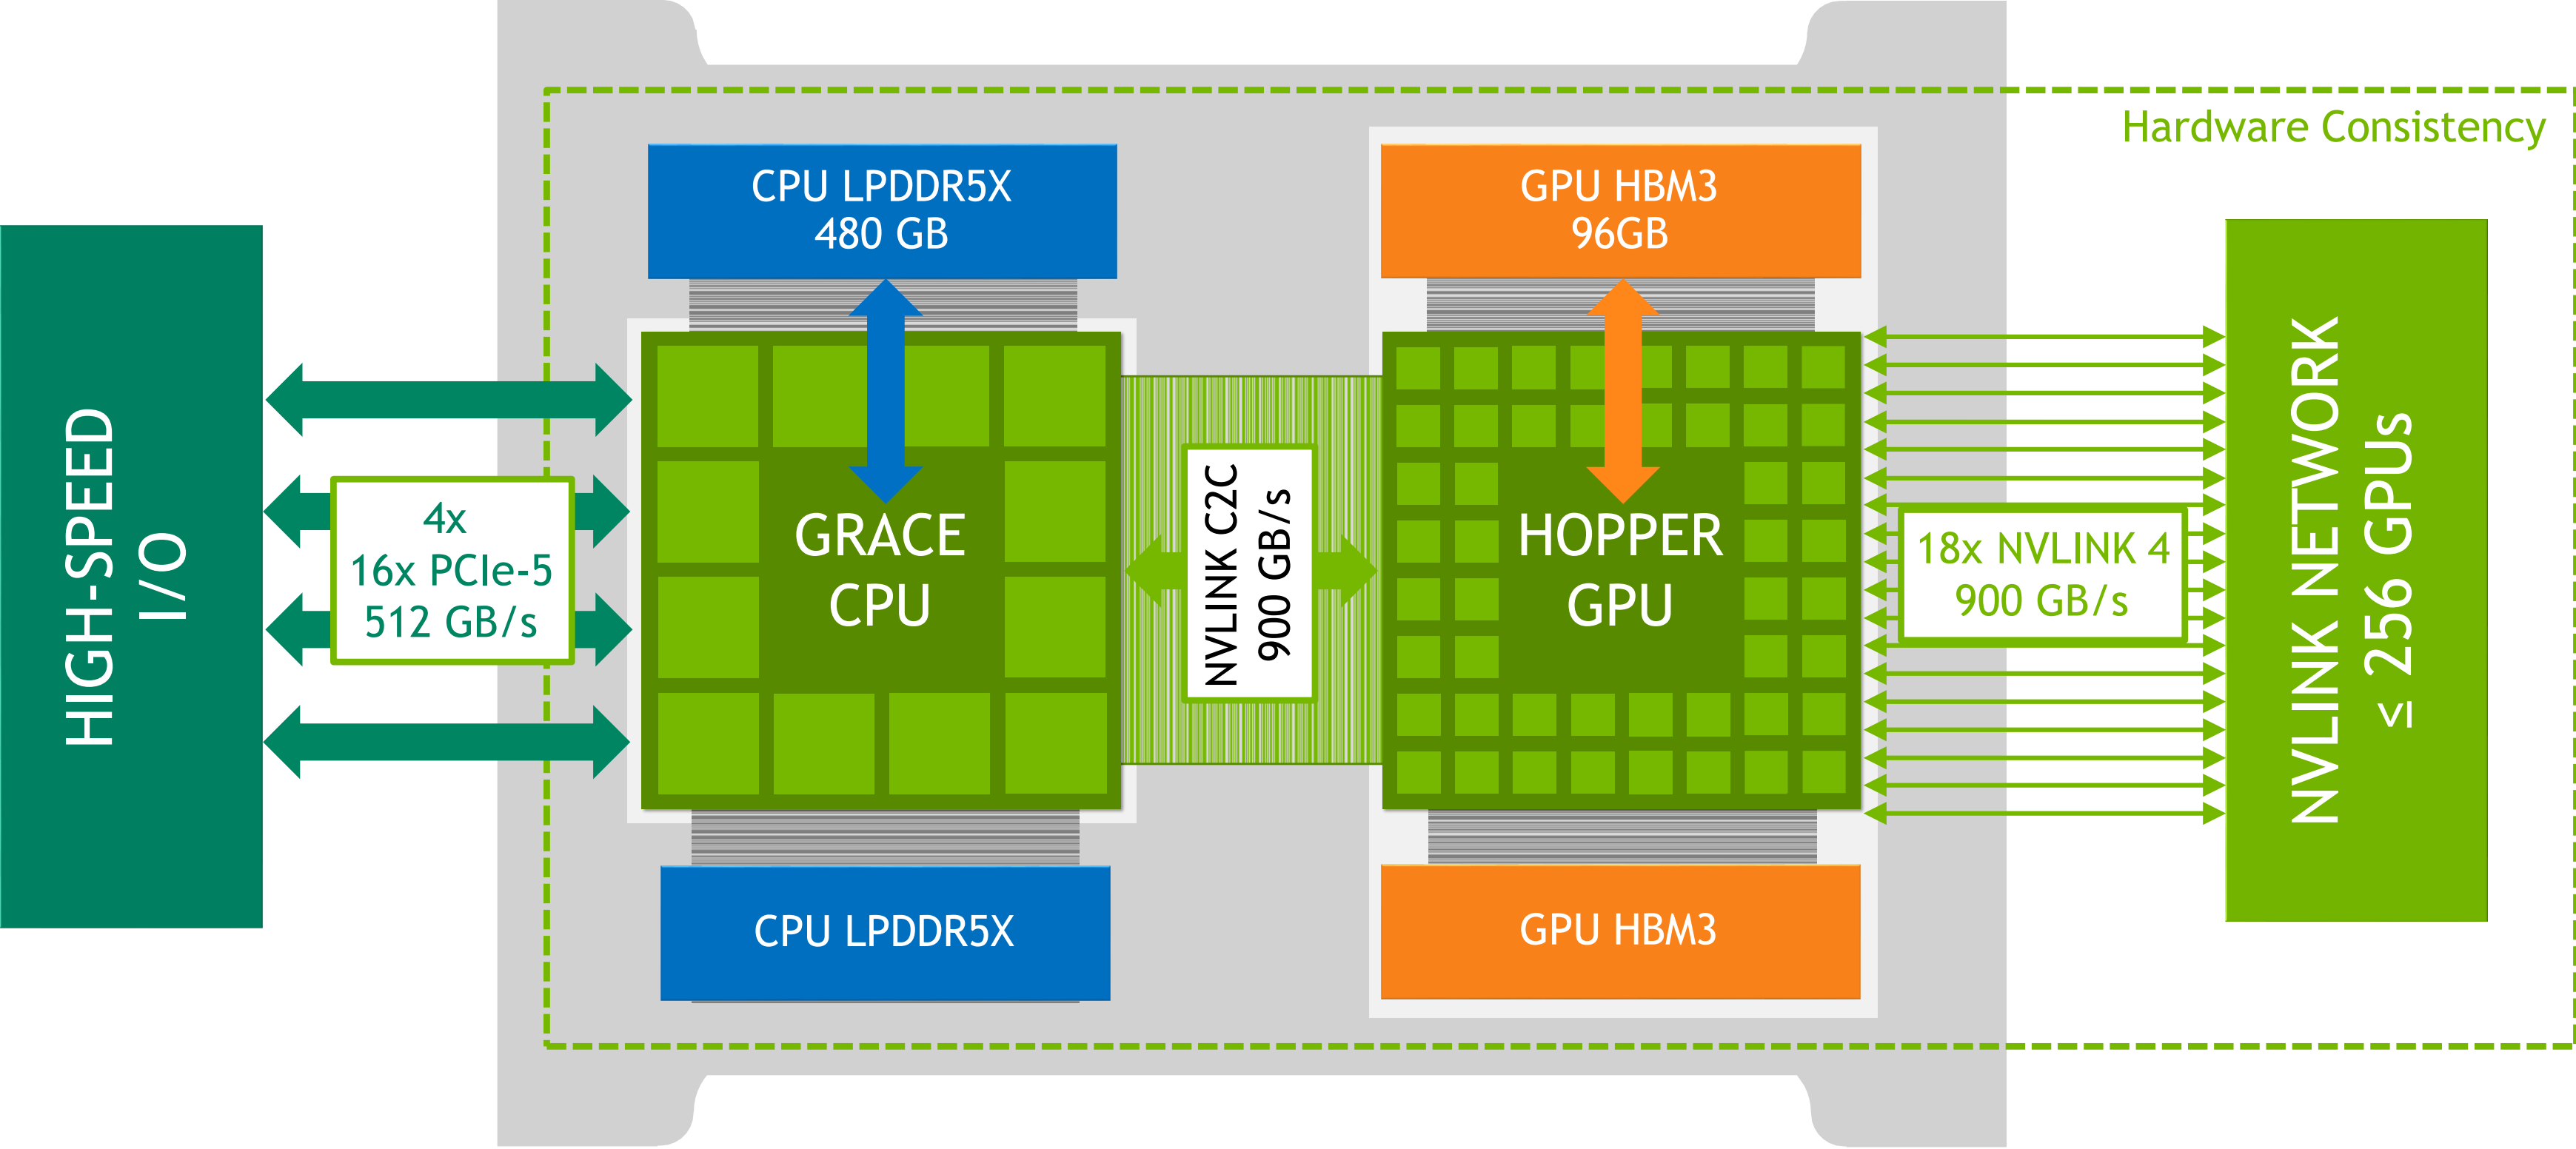 Hardware Consistency
CPU LPDDR5X
480 GB
GPU HBM3
96GB
HIGH-SPEED
I/O
4x
16x PCIe-5
512 GB/s
GRACE
CPU
NVLINK C2C
900 GB/s
HOPPER
GPU
18x NVLINK 4
900 GB/s
NVLINK NETWORK
≤ 256 GPUs
CPU LPDDR5X
GPU HBM3